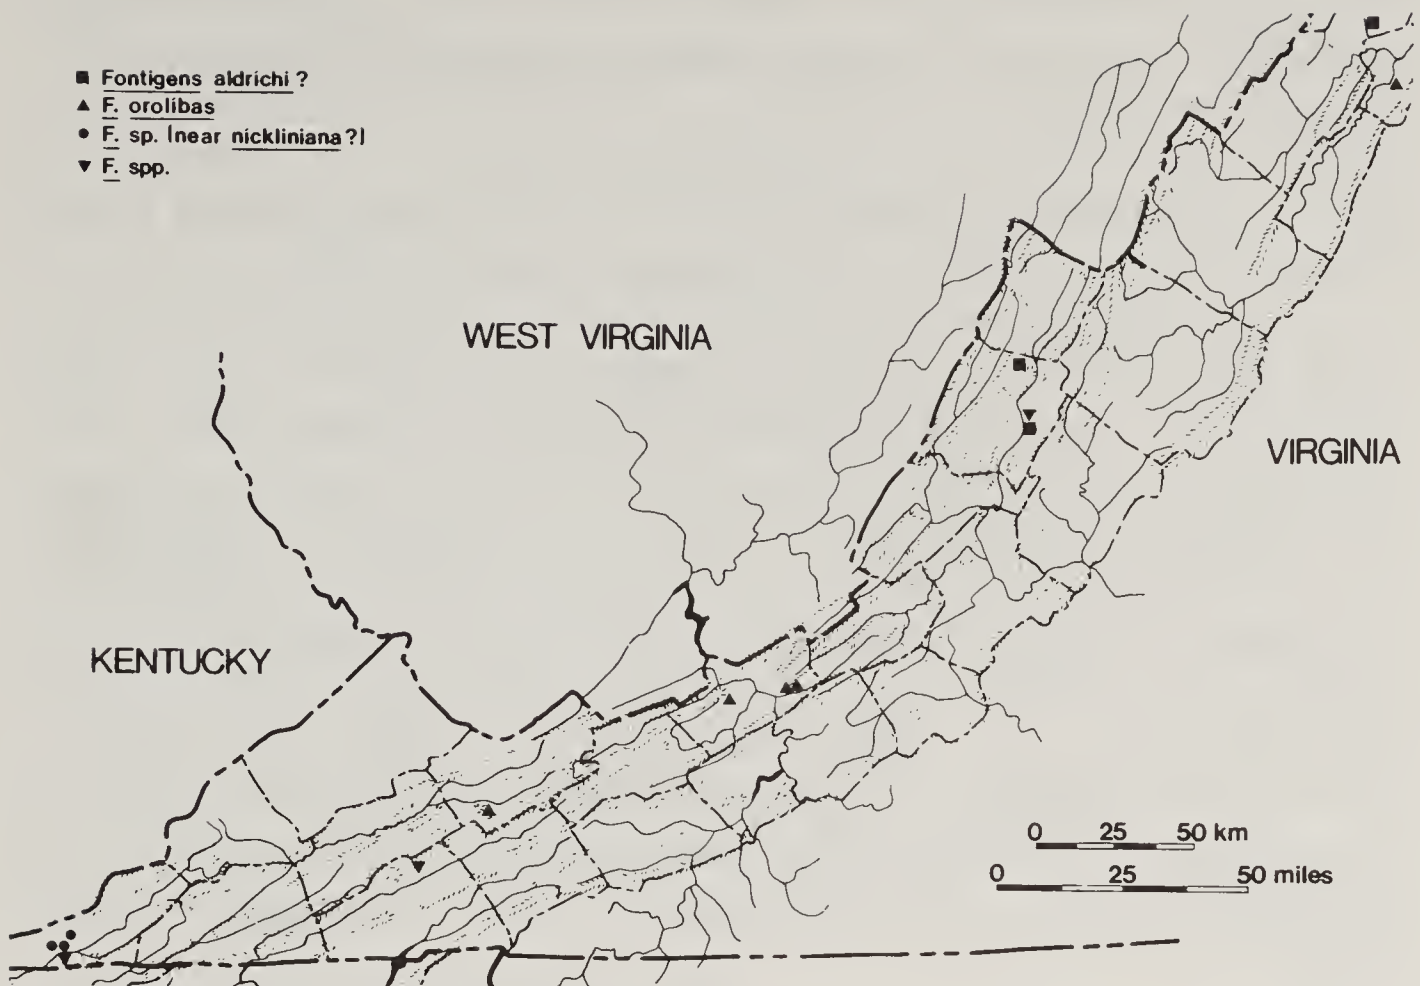 ■ Fontigens aldrichi ?
▲ F. orolibas
● F. sp. (near nickliniana ?)
▼ F. spp.
WEST VIRGINIA
VIRGINIA
KENTUCKY
0 25 50 km
0 25 50 miles